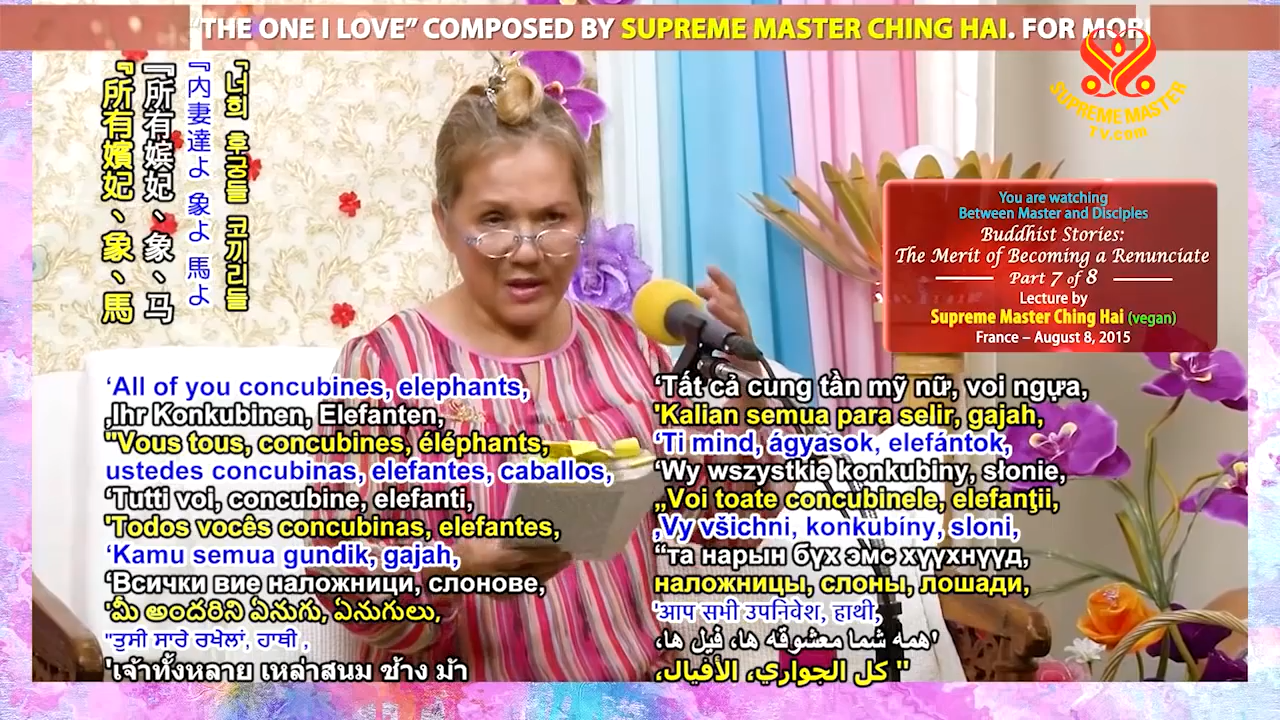 "THE ONE I LOVE" COMPOSED BY SUPREME MASTER CHING HAI. FOR MORE
SUPREME MASTER
TV.com
『所有嬪妃、象、馬
『所有嫔妃、象、马
『内妻達よ 象よ 馬よ
『너희 후궁들 코끼리들
You are watching
Between Master and Disciples
Buddhist Stories:
The Merit of Becoming a Renunciate
Part 7 of 8
Lecture by
Supreme Master Ching Hai (vegan)
France – August 8, 2015
‘All of you concubines, elephants,
‚Ihr Konkubinen, Elefanten,
"Vous tous, concubines, éléphants,
ustedes concubinas, elefantes, caballos,
‘Tutti voi, concubine, elefanti,
'Todos vocês concubinas, elefantes,
‘Kamu semua gundik, gajah,
‘Всички вие наложници, слонове,
'మీ అందరిని ఏనుగు, ఏనుగులు,
"ਤੁਸੀ ਸਾਰੇ ਰਖੇਲਾਂ, ਹਾਥੀ ,
'เจ้าทั้งหลาย เหล่าสนม ช้าง ม้า
‘Tất cả cung tần mỹ nữ, voi ngựa,
'Kalian semua para selir, gajah,
‘Ti mind, ágyasok, elefántok,
‘Wy wszystkie konkubiny, słonie,
„Voi toate concubinele, elefanţii,
‚Vy všichni, konkubíny, sloni,
“та нарын бүх эмс хүүхнүүд,
наложницы, слоны, лошади,
'आप सभी उपनिवेश, हाथी,
'همه شما معشوقه ها، فیل ها،
" كل الجواري، الأفيال،